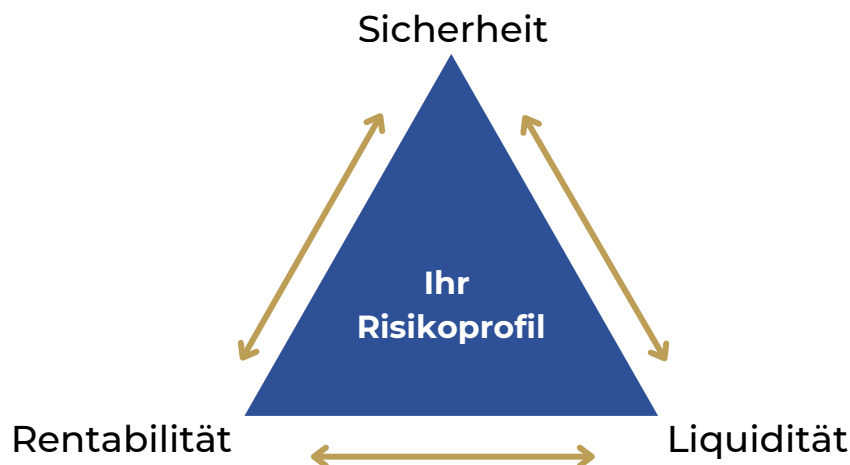 Sicherheit
Ihr
Risikoprofil
Rentabilität
Liquidität